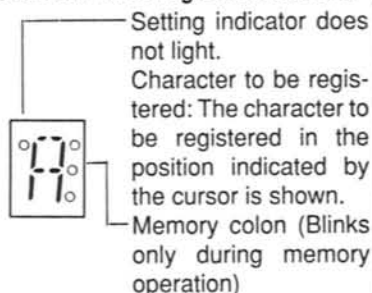 Setting indicator does
not light.
Character to be regis-
tered: The character to
be registered in the
position indicated by
the cursor is shown.
Memory colon (Blinks
only during memory
operation)
A